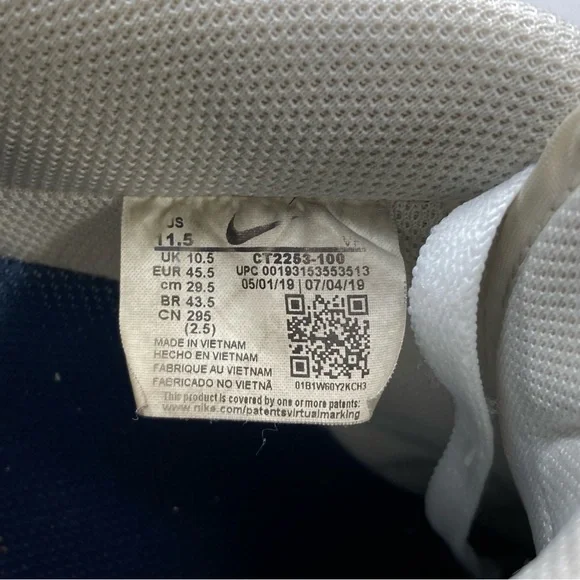 US
11.5
UK 10.5
EUR 45.5
cm 29.5
BR 43.5
CN 295
(2.5)
CT2253-100
UPC 00193153553513
05/01/19 07/04/19
MADE IN VIETNAM
HECHO EN VIETNAM
FABRIQUE AU VIETNAM
FABRICADO NO VIETNÃ
01B1W60Y2KCH3
This product is covered by one or more patents:
www.nike.com/patentsvirtualmarking